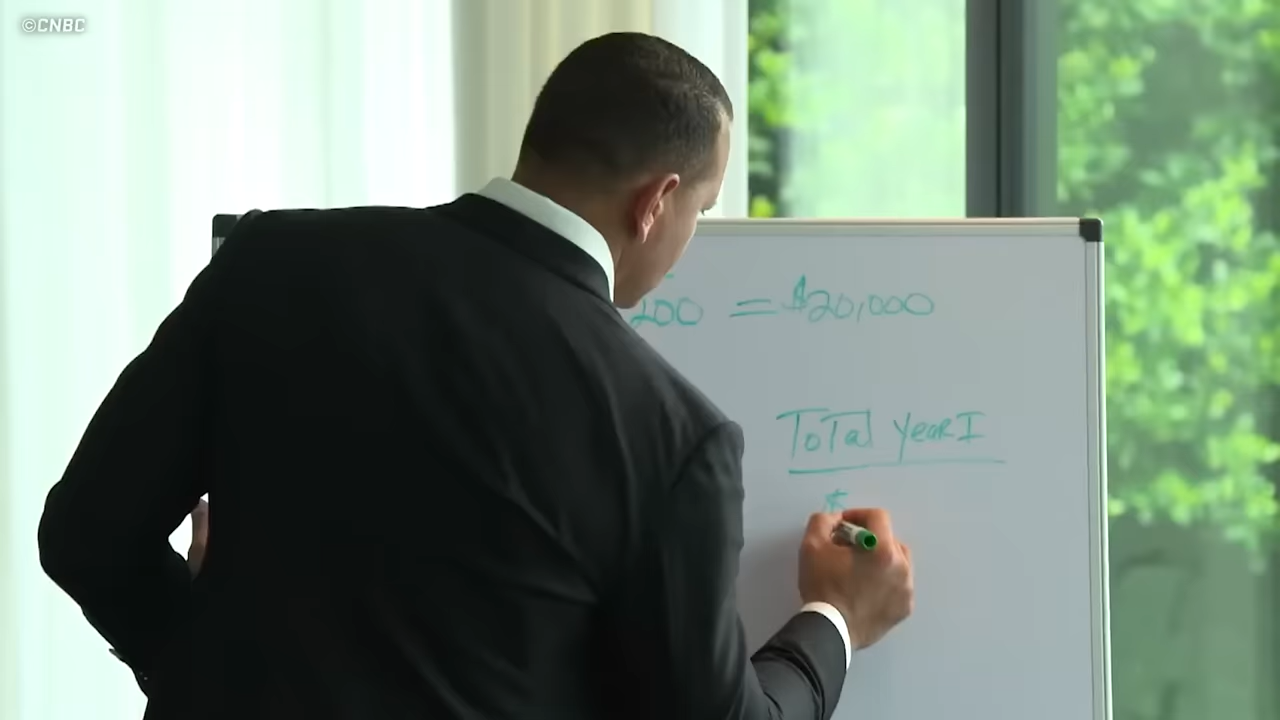 ©CNBC
200 = $20,000
Total Year I
$